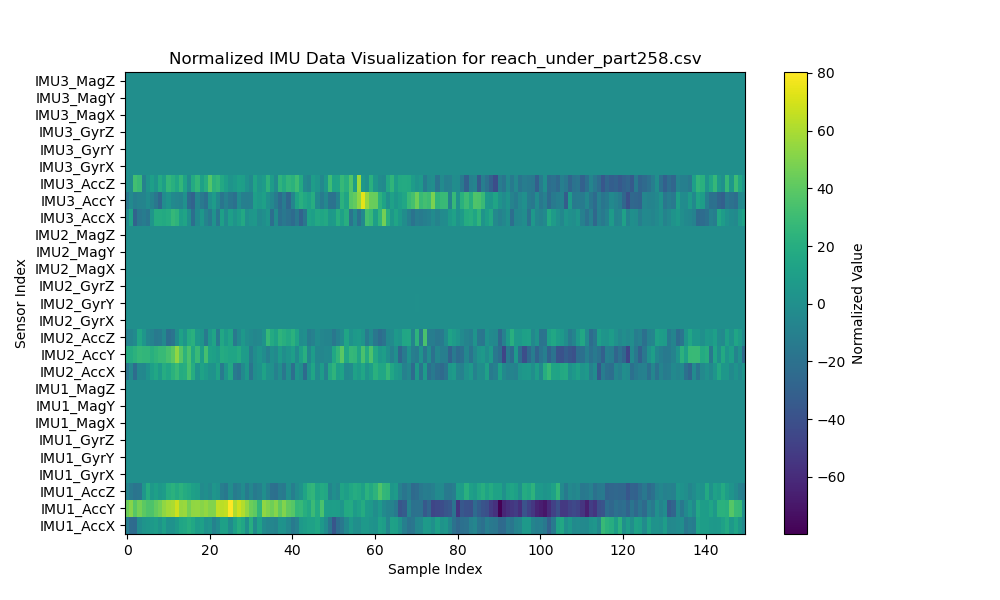 Normalized IMU Data Visualization for reach_under_part258.csv
IMU3_MagZ
IMU3_MagY
IMU3_MagX
IMU3_GyrZ
IMU3_GyrY
IMU3_GyrX
IMU3_AccZ
IMU3_AccY
IMU3_AccX
IMU2_MagZ
IMU2_MagY
IMU2_MagX
IMU2_GyrZ
IMU2_GyrY
IMU2_GyrX
IMU2_AccZ
IMU2_AccY
IMU2_AccX
IMU1_MagZ
IMU1_MagY
IMU1_MagX
IMU1_GyrZ
IMU1_GyrY
IMU1_GyrX
IMU1_AccZ
IMU1_AccY
IMU1_AccX
Sensor Index
0 20 40 60 80 100 120 140
Sample Index
80
60
40
20
0
−20
−40
−60
Normalized Value